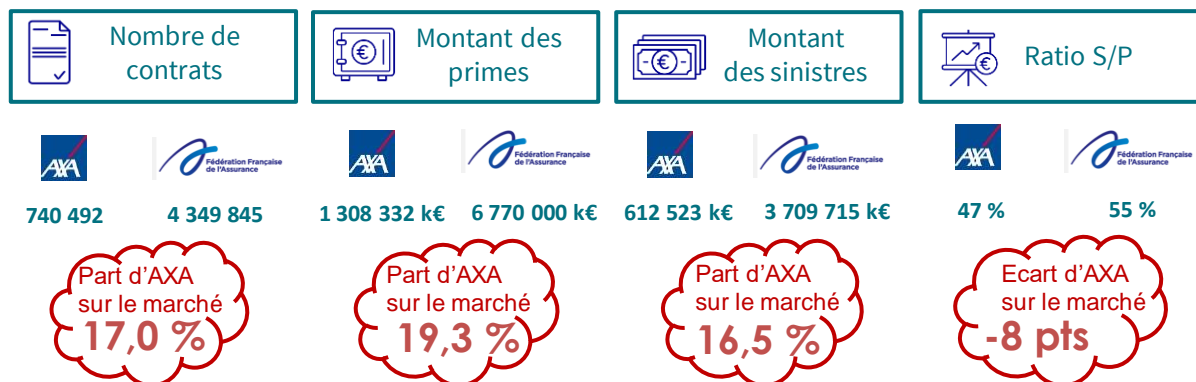 Nombre de
contrats
Montant des
primes
Montant
des sinistres
Ratio S/P
AXA
Fédération Française
de l'Assurance
AXA
Fédération Française
de l'Assurance
AXA
Fédération Française
de l'Assurance
AXA
Fédération Française
de l'Assurance
740 492
4 349 845
1 308 332 k€
6 770 000 k€
612 523 k€
3 709 715 k€
47 %
55 %
Part d'AXA
sur le marché
17,0 %
Part d'AXA
sur le marché
19,3 %
Part d'AXA
sur le marché
16,5 %
Ecart d'AXA
sur le marché
-8 pts